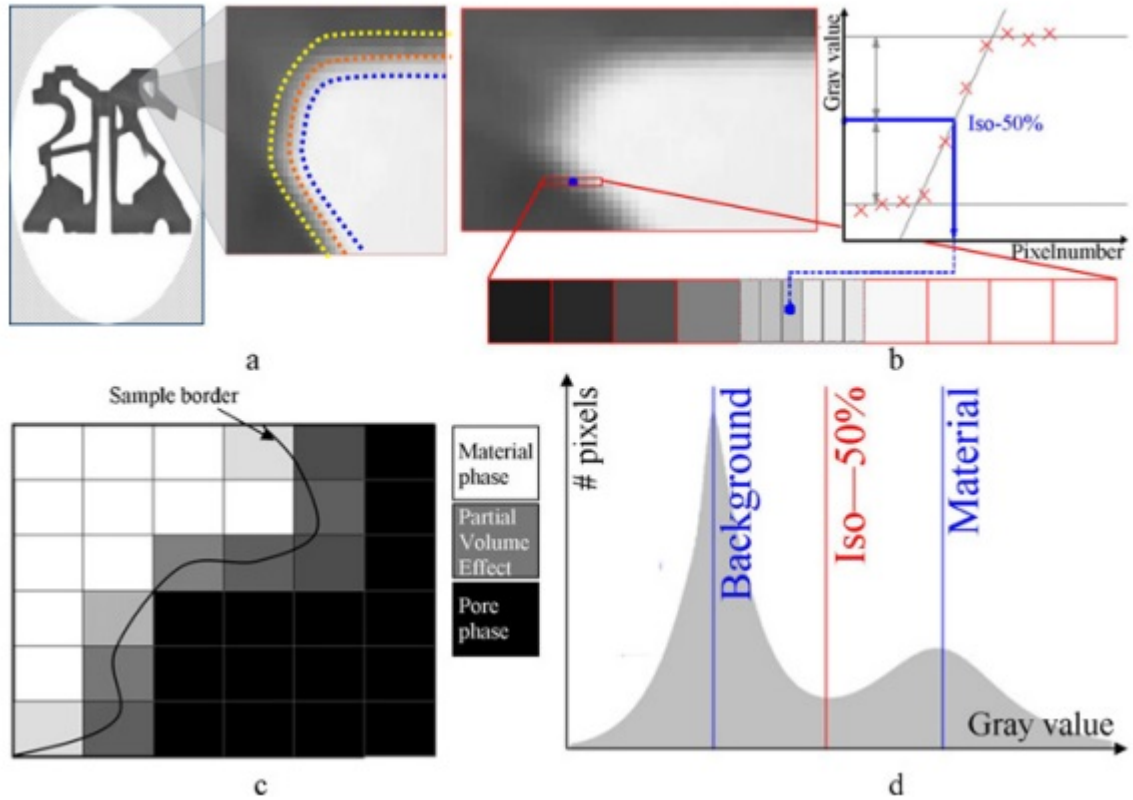 Gray value
Iso-50%
Pixelnumber
a
b
Sample border
Material
phase
Partial
Volume
Effect
Pore
phase
c
# pixels
Background
Iso—50%
Material
Gray value
d